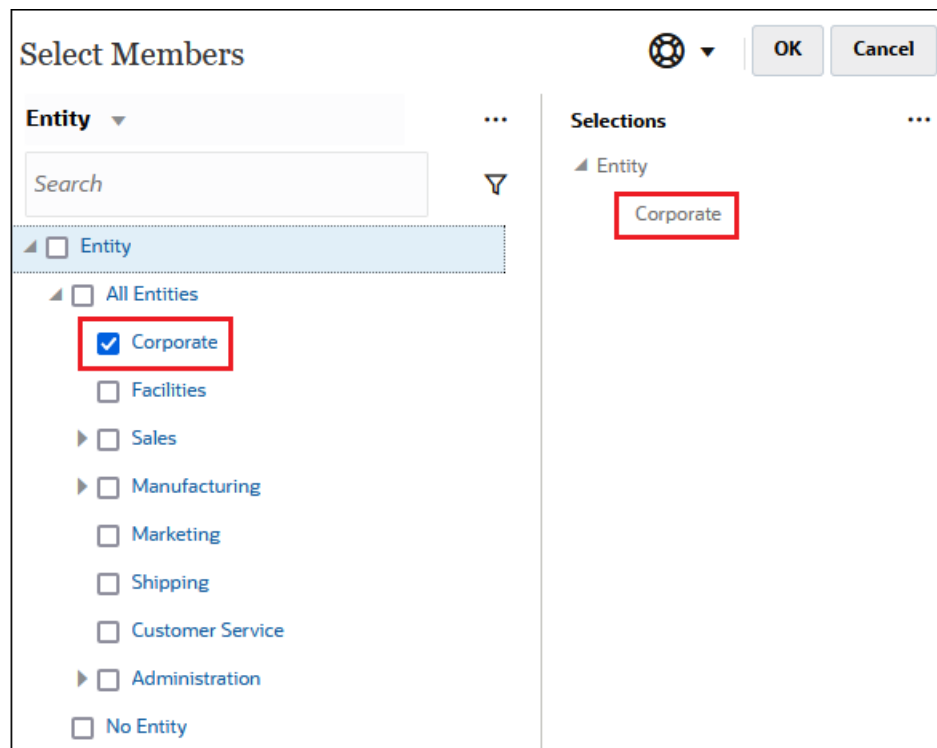 Select Members
OK
Cancel
Entity
Selections
Search
Entity
Corporate
Entity
All Entities
Corporate
Facilities
Sales
Manufacturing
Marketing
Shipping
Customer Service
Administration
No Entity